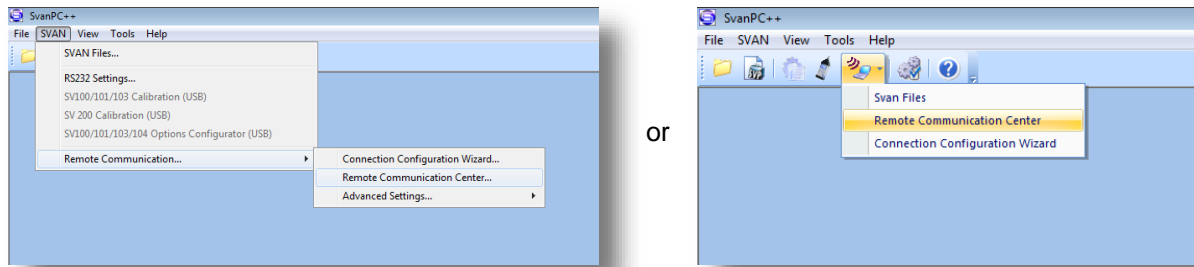 SvanPC++
File SVAN View Tools Help
SVAN Files...
RS232 Settings...
SV100/101/103 Calibration (USB)
SV 200 Calibration (USB)
SV100/101/103/104 Options Configurator (USB)
Remote Communication...
Connection Configuration Wizard...
Remote Communication Center...
Advanced Settings...
or
SvanPC++
File SVAN View Tools Help
Svan Files
Remote Communication Center
Connection Configuration Wizard